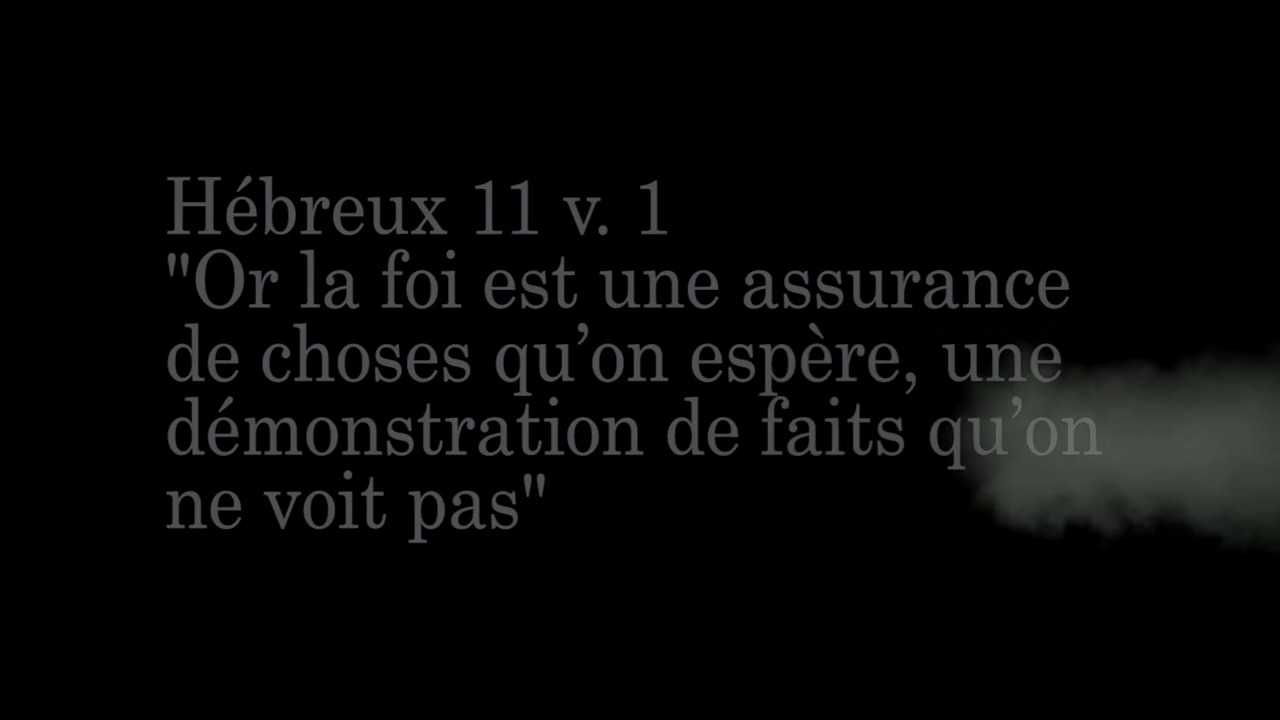 Hébreux 11 v. 1
"Or la foi est une assurance
de choses qu’on espère, une
démonstration de faits qu’on
ne voit pas"